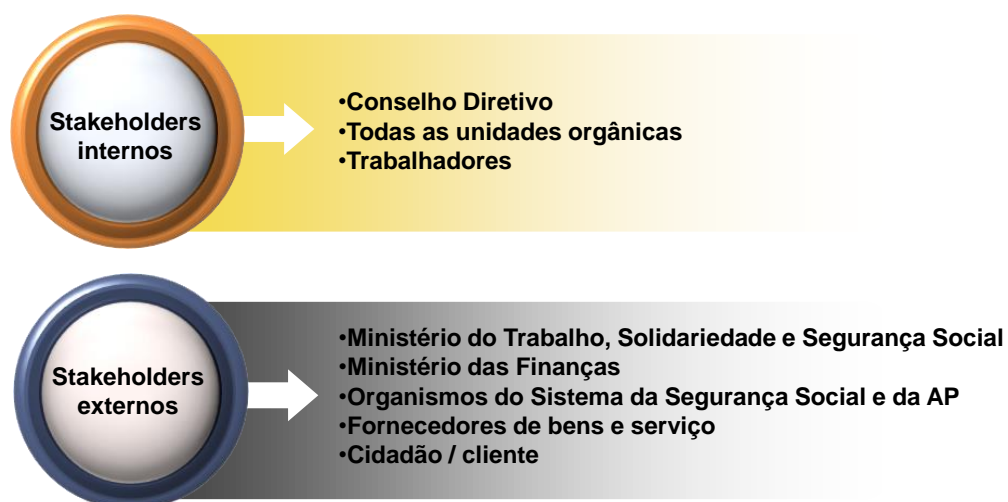 Stakeholders
internos
•Conselho Diretivo
•Todas as unidades orgânicas
•Trabalhadores
Stakeholders
externos
•Ministério do Trabalho, Solidariedade e Segurança Social
•Ministério das Finanças
•Organismos do Sistema da Segurança Social e da AP
•Fornecedores de bens e serviço
•Cidadão / cliente